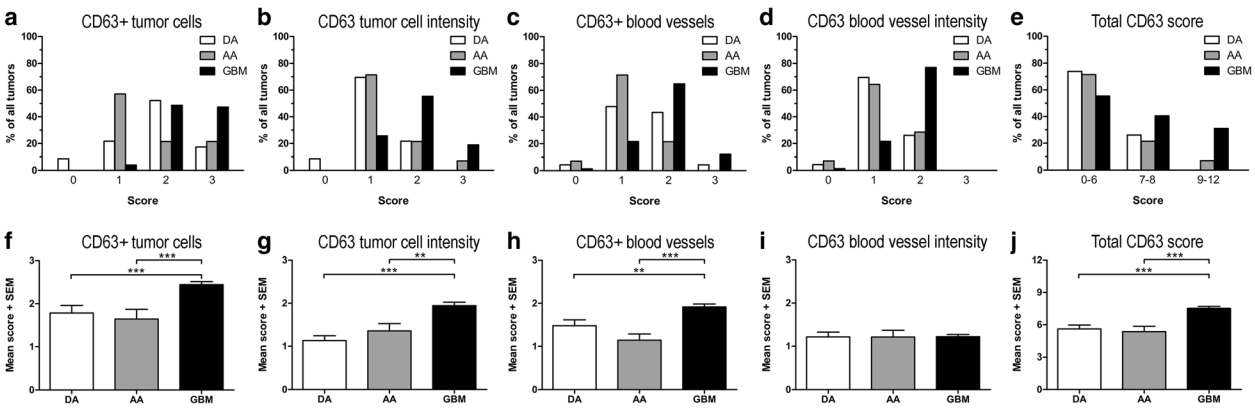 a CD63+ tumor cells
% of all tumors
100
80
60
40
20
0
DA
AA
GBM
0 1 2 3
Score
b CD63 tumor cell intensity
% of all tumors
100
80
60
40
20
0
DA
AA
GBM
0 1 2 3
Score
c CD63+ blood vessels
% of all tumors
100
80
60
40
20
0
DA
AA
GBM
0 1 2 3
Score
d CD63 blood vessel intensity
% of all tumors
100
80
60
40
20
0
DA
AA
GBM
0 1 2 3
Score
e Total CD63 score
% of all tumors
100
80
60
40
20
0
DA
AA
GBM
0-6 7-8 9-12
Score
f CD63+ tumor cells
Mean score + SEM
3
2
1
0
***
***
DA AA GBM
g CD63 tumor cell intensity
Mean score + SEM
3
2
1
0
**
***
DA AA GBM
h CD63+ blood vessels
Mean score + SEM
3
2
1
0
***
**
DA AA GBM
i CD63 blood vessel intensity
Mean score + SEM
3
2
1
0
DA AA GBM
j Total CD63 score
Mean score + SEM
12
9
6
3
0
***
***
DA AA GBM